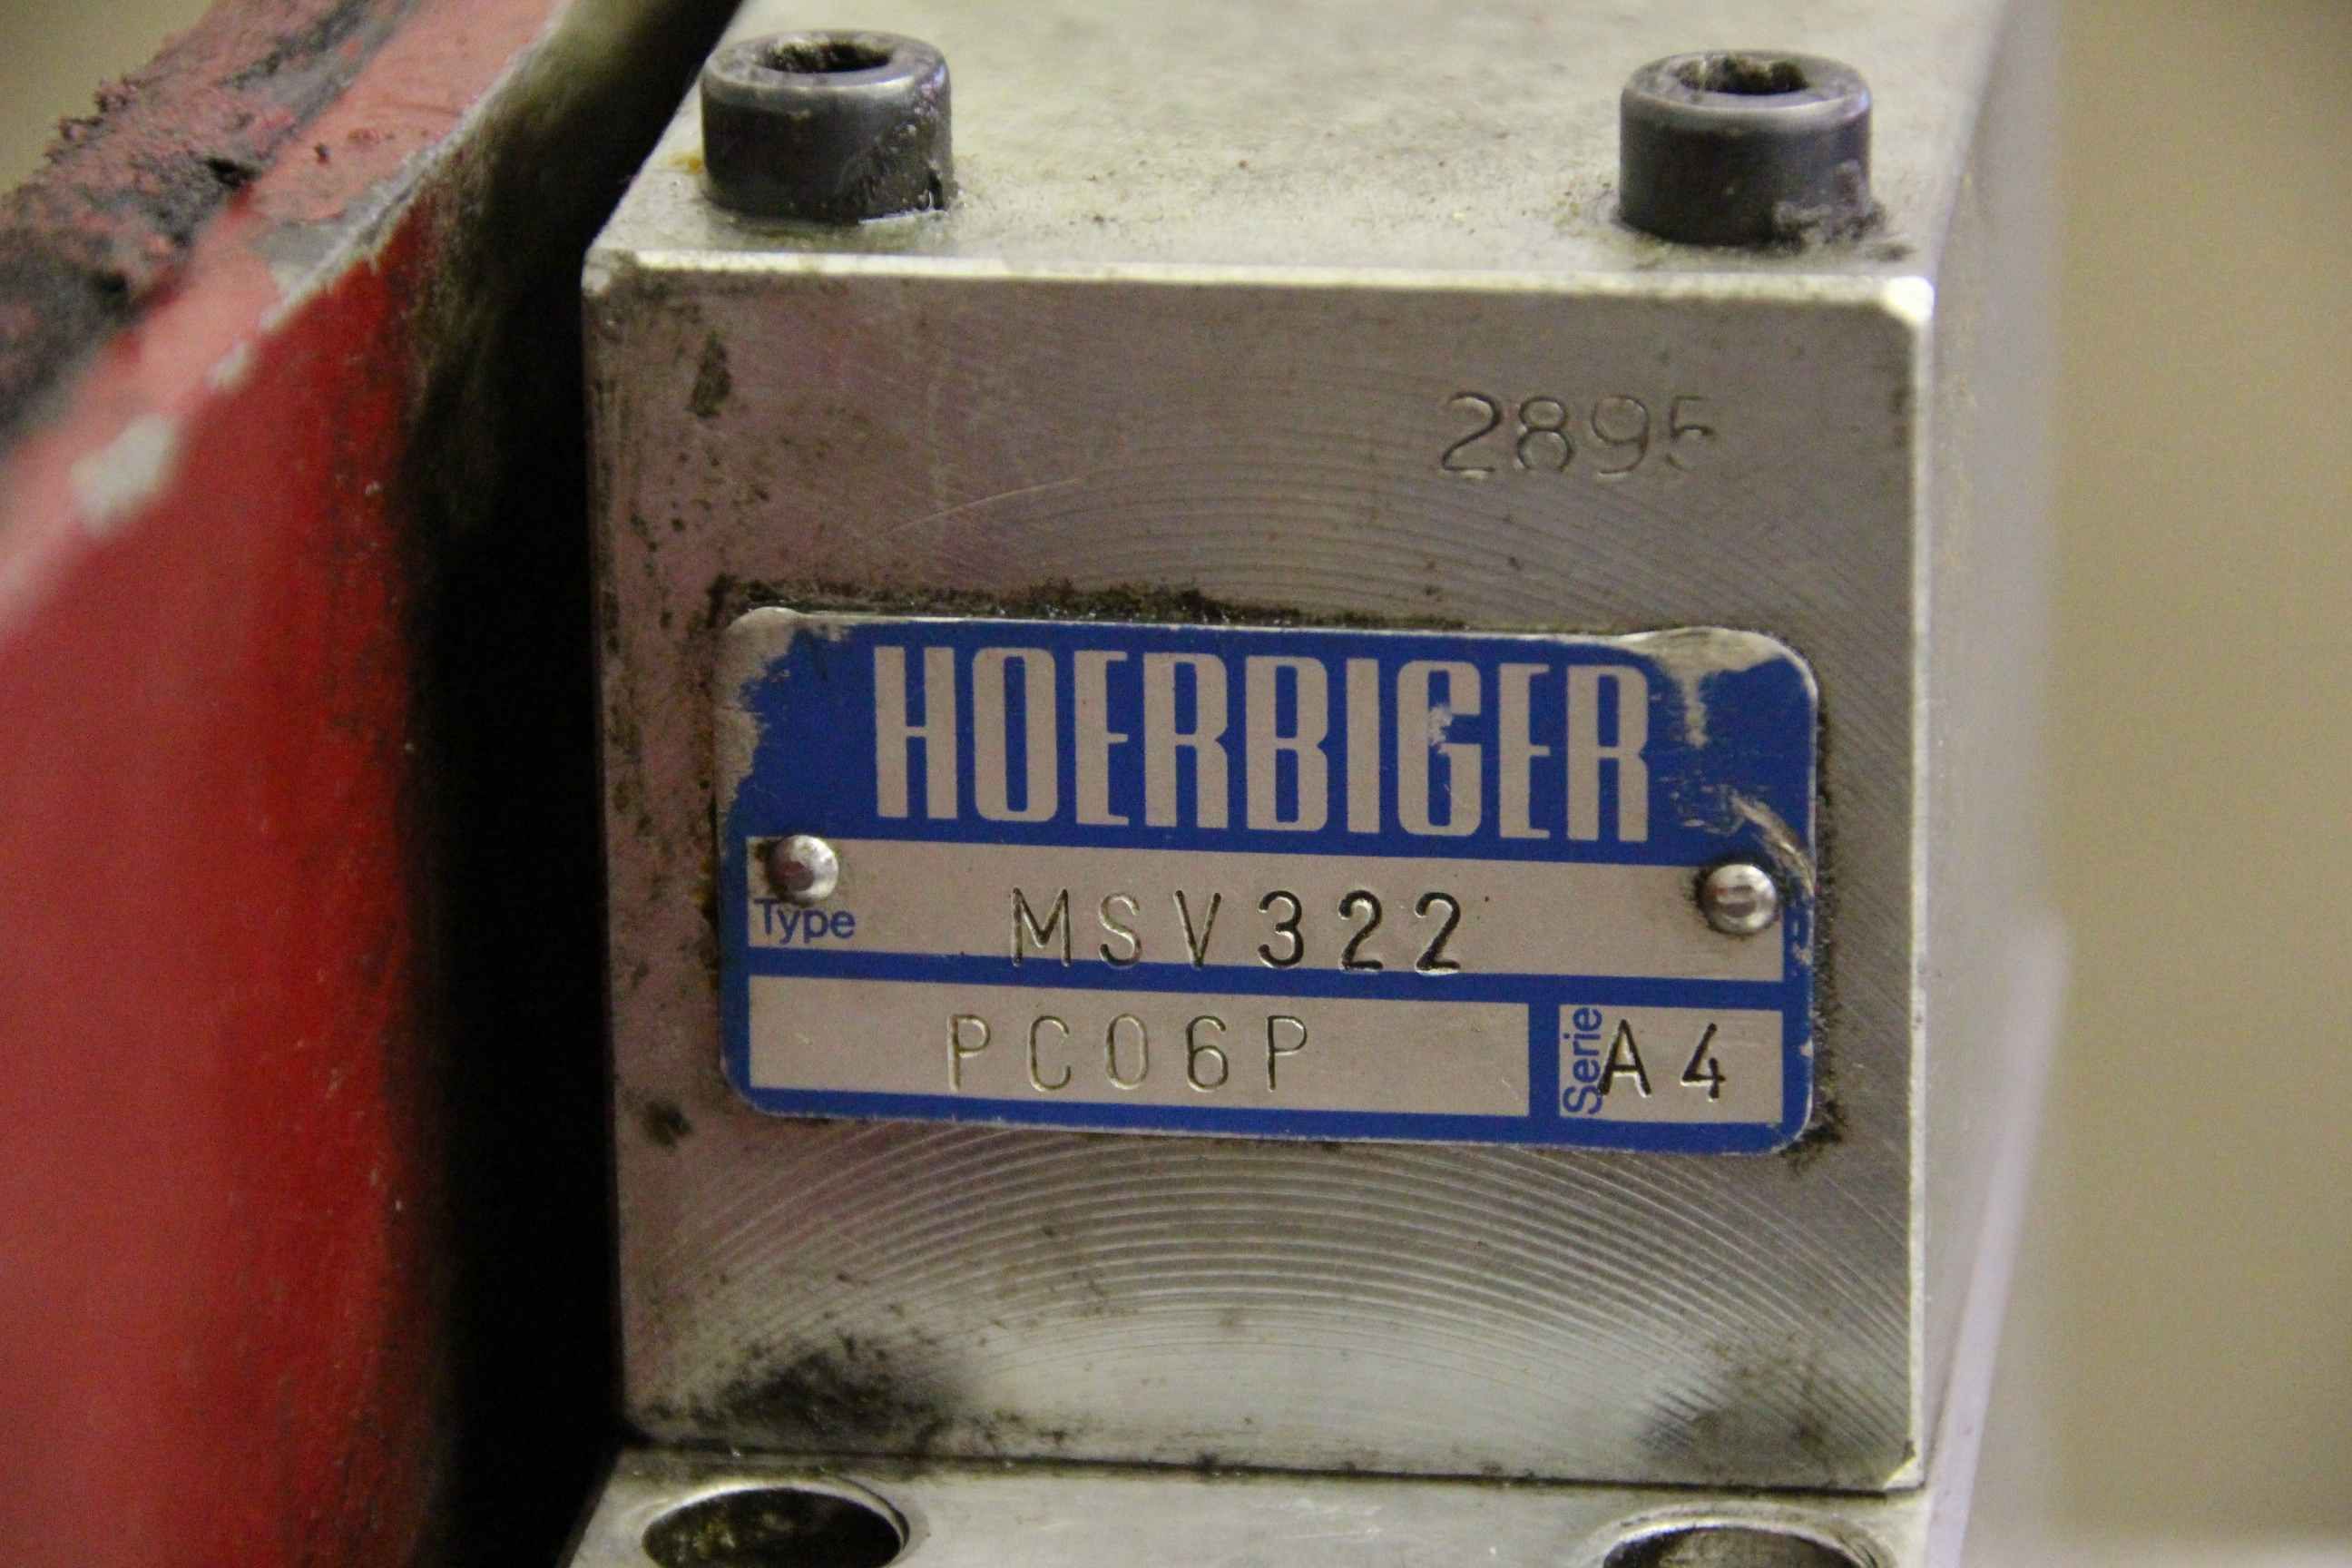 2895
HOERBIGER
Type MSV322
PC06P Serie A4